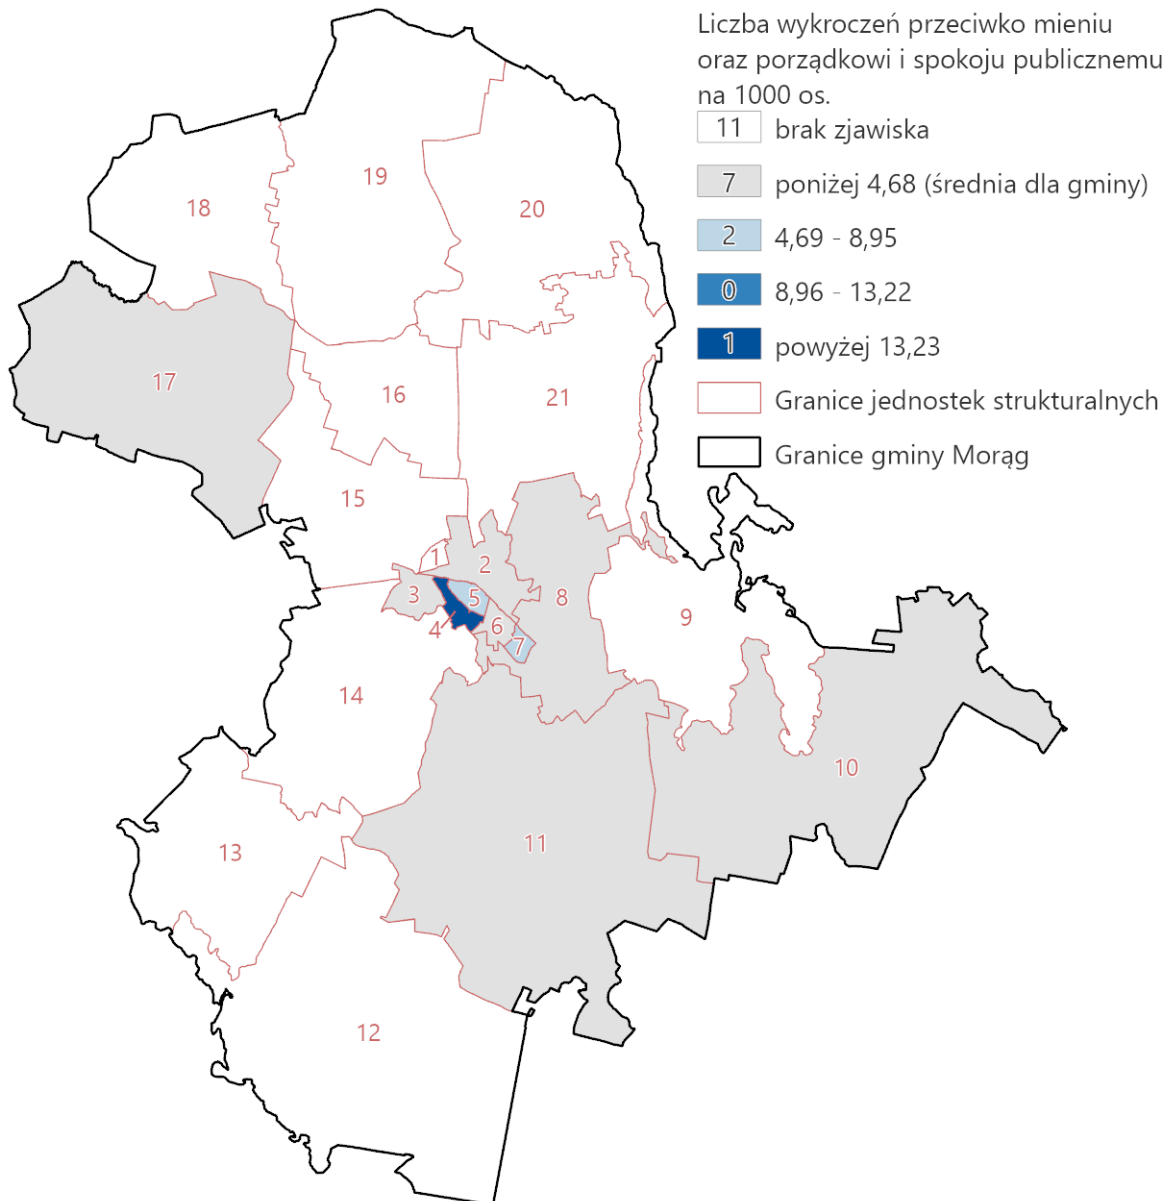 Liczba wykroczeń przeciwko mieniu
oraz porządkowi i spokoju publicznemu
na 1000 os.
11 brak zjawiska
7 poniżej 4,68 (średnia dla gminy)
2 4,69 - 8,95
0 8,96 - 13,22
1 powyżej 13,23
Granice jednostek strukturalnych
Granice gminy Morąg
19
18
20
17
16
21
15
1
2
3
5
8
4
6
7
9
14
10
11
13
12